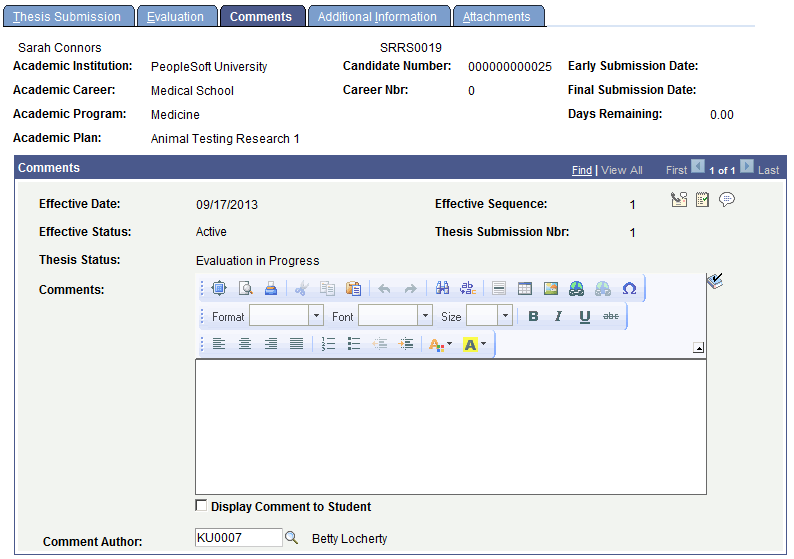 Thesis Submission Evaluation Comments Additional Information Attachments
Sarah Connors SRRS0019
Academic Institution: PeopleSoft University Candidate Number: 000000000025 Early Submission Date:
Academic Career: Medical School Career Nbr: 0 Final Submission Date:
Academic Program: Medicine Days Remaining: 0.00
Academic Plan: Animal Testing Research 1
Comments Find | View All First 1 of 1 Last
Effective Date: 09/17/2013 Effective Sequence: 1
Effective Status: Active Thesis Submission Nbr: 1
Thesis Status: Evaluation in Progress
Comments:
Format Font Size B I U abc
A A
Display Comment to Student
Comment Author: KU0007 Betty Locherty